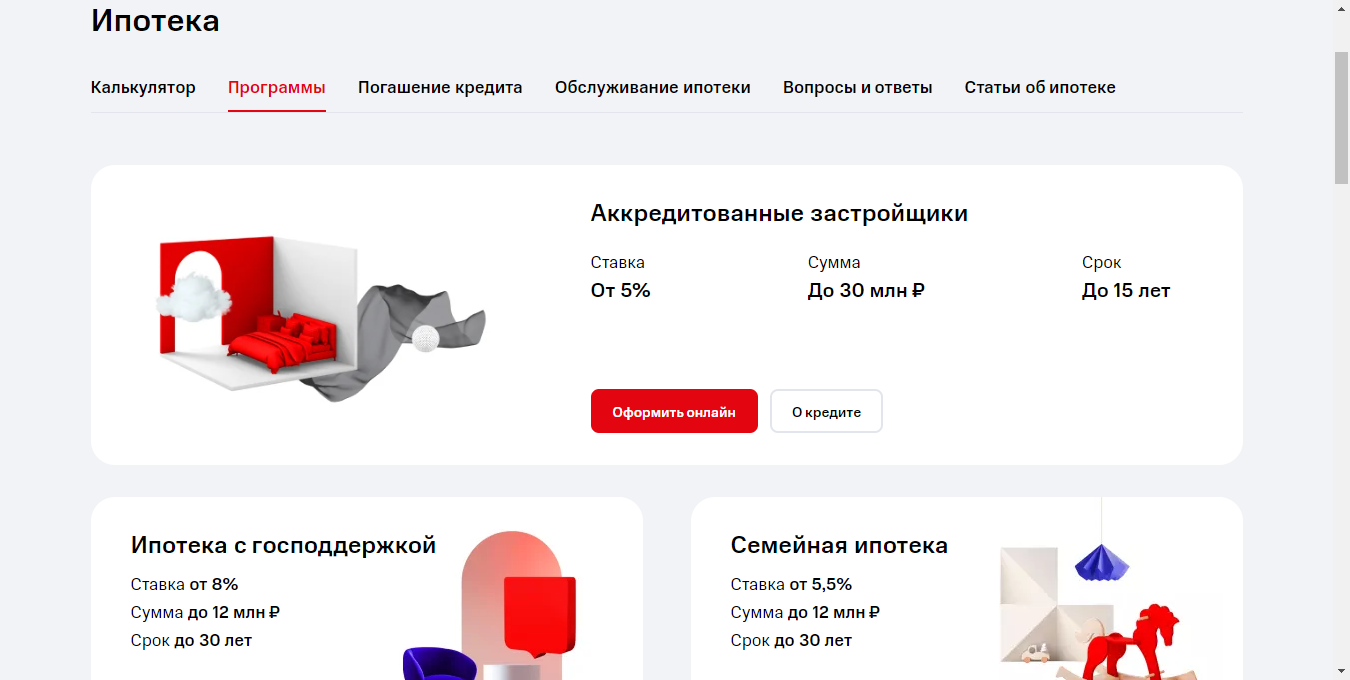 Ипотека
Калькулятор Программы Погашение кредита Обслуживание ипотеки Вопросы и ответы Статьи об ипотеке
Аккредитованные застройщики
Ставка Сумма Срок
От 5% До 30 млн ₽ До 15 лет
Оформить онлайн О кредите
Ипотека с господдержкой
Ставка от 8%
Сумма до 12 млн ₽
Срок до 30 лет
Семейная ипотека
Ставка от 5,5%
Сумма до 12 млн ₽
Срок до 30 лет